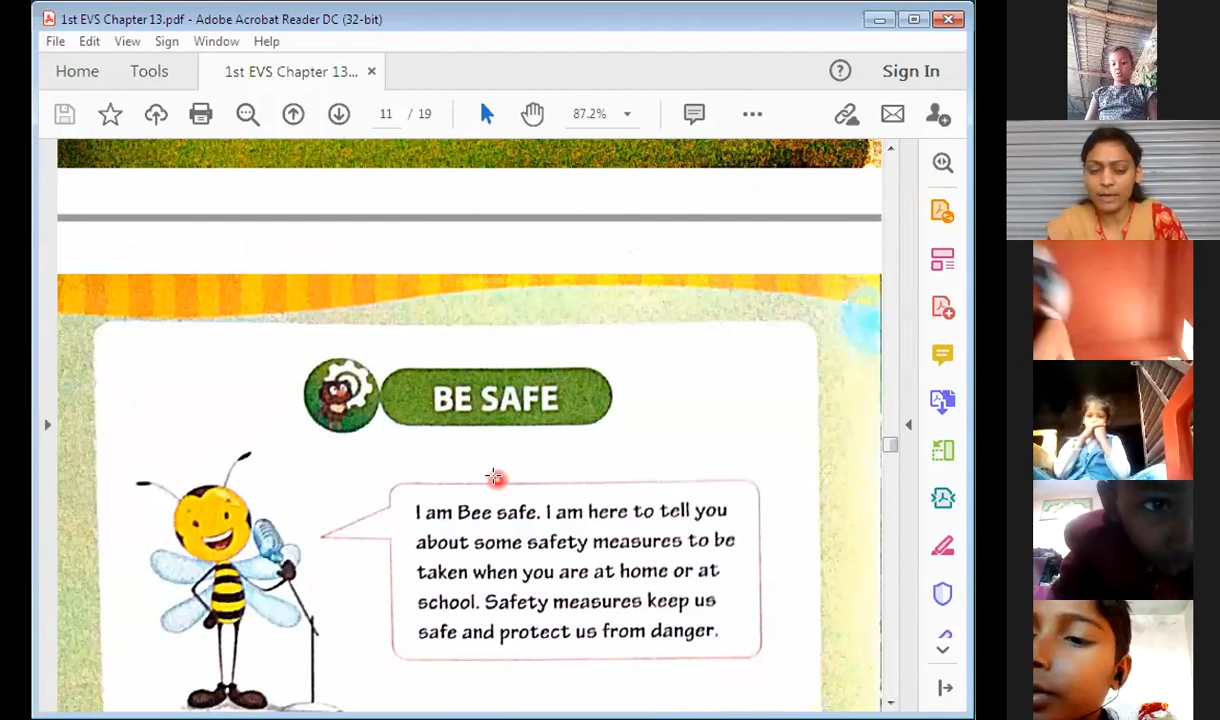 1st EVS Chapter 13.pdf - Adobe Acrobat Reader DC (32-bit)
File Edit View Sign Window Help
Home Tools 1st EVS Chapter 13... × Sign In
11 / 19 87.2%
BE SAFE
I am Bee safe. I am here to tell you
about some safety measures to be
taken when you are at home or at
school. Safety measures keep us
safe and protect us from danger.